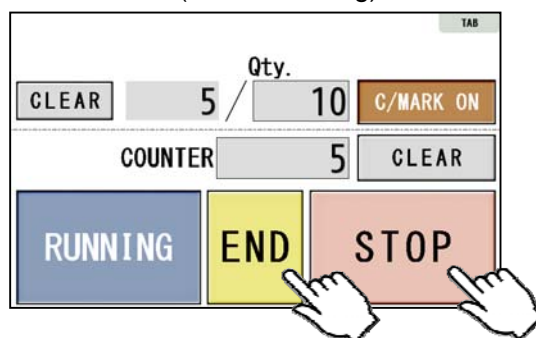 TAB
Qty.
CLEAR 5 / 10 C/MARK ON
COUNTER 5 CLEAR
RUNNING END STOP